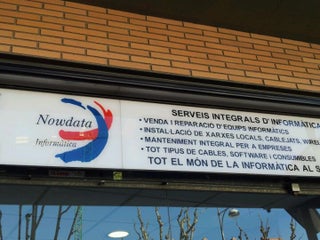 Nowdata
Informàtica
SERVEIS INTEGRALS D'INFORMÀTICA
• VENDA I REPARACIÓ D'EQUIPS INFORMÀTICS
• INSTAL·LACIÓ DE XARXES LOCALS, CABLEJATS, WIREL
• MANTENIMENT INTEGRAL PER A EMPRESES
• TOT TIPUS DE CABLES, SOFTWARE I CONSUMIBLES
TOT EL MÓN DE LA INFORMÀTICA AL S